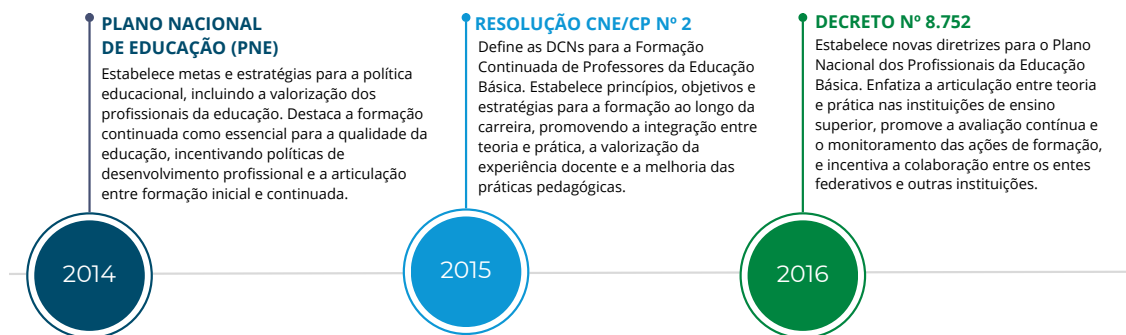 PLANO NACIONAL
DE EDUCAÇÃO (PNE)
Estabelece metas e estratégias para a política
educacional, incluindo a valorização dos
profissionais da educação. Destaca a formação
continuada como essencial para a qualidade da
educação, incentivando políticas de
desenvolvimento profissional e a articulação
entre formação inicial e continuada.
2014
RESOLUÇÃO CNE/CP Nº 2
Define as DCNs para a Formação
Continuada de Professores da Educação
Básica. Estabelece princípios, objetivos e
estratégias para a formação ao longo da
carreira, promovendo a integração entre
teoria e prática, a valorização da
experiência docente e a melhoria das
práticas pedagógicas.
2015
DECRETO Nº 8.752
Estabelece novas diretrizes para o Plano
Nacional dos Profissionais da Educação
Básica. Enfatiza a articulação entre teoria
e prática nas instituições de ensino
superior, promove a avaliação contínua e
o monitoramento das ações de formação,
e incentiva a colaboração entre os entes
federativos e outras instituições.
2016